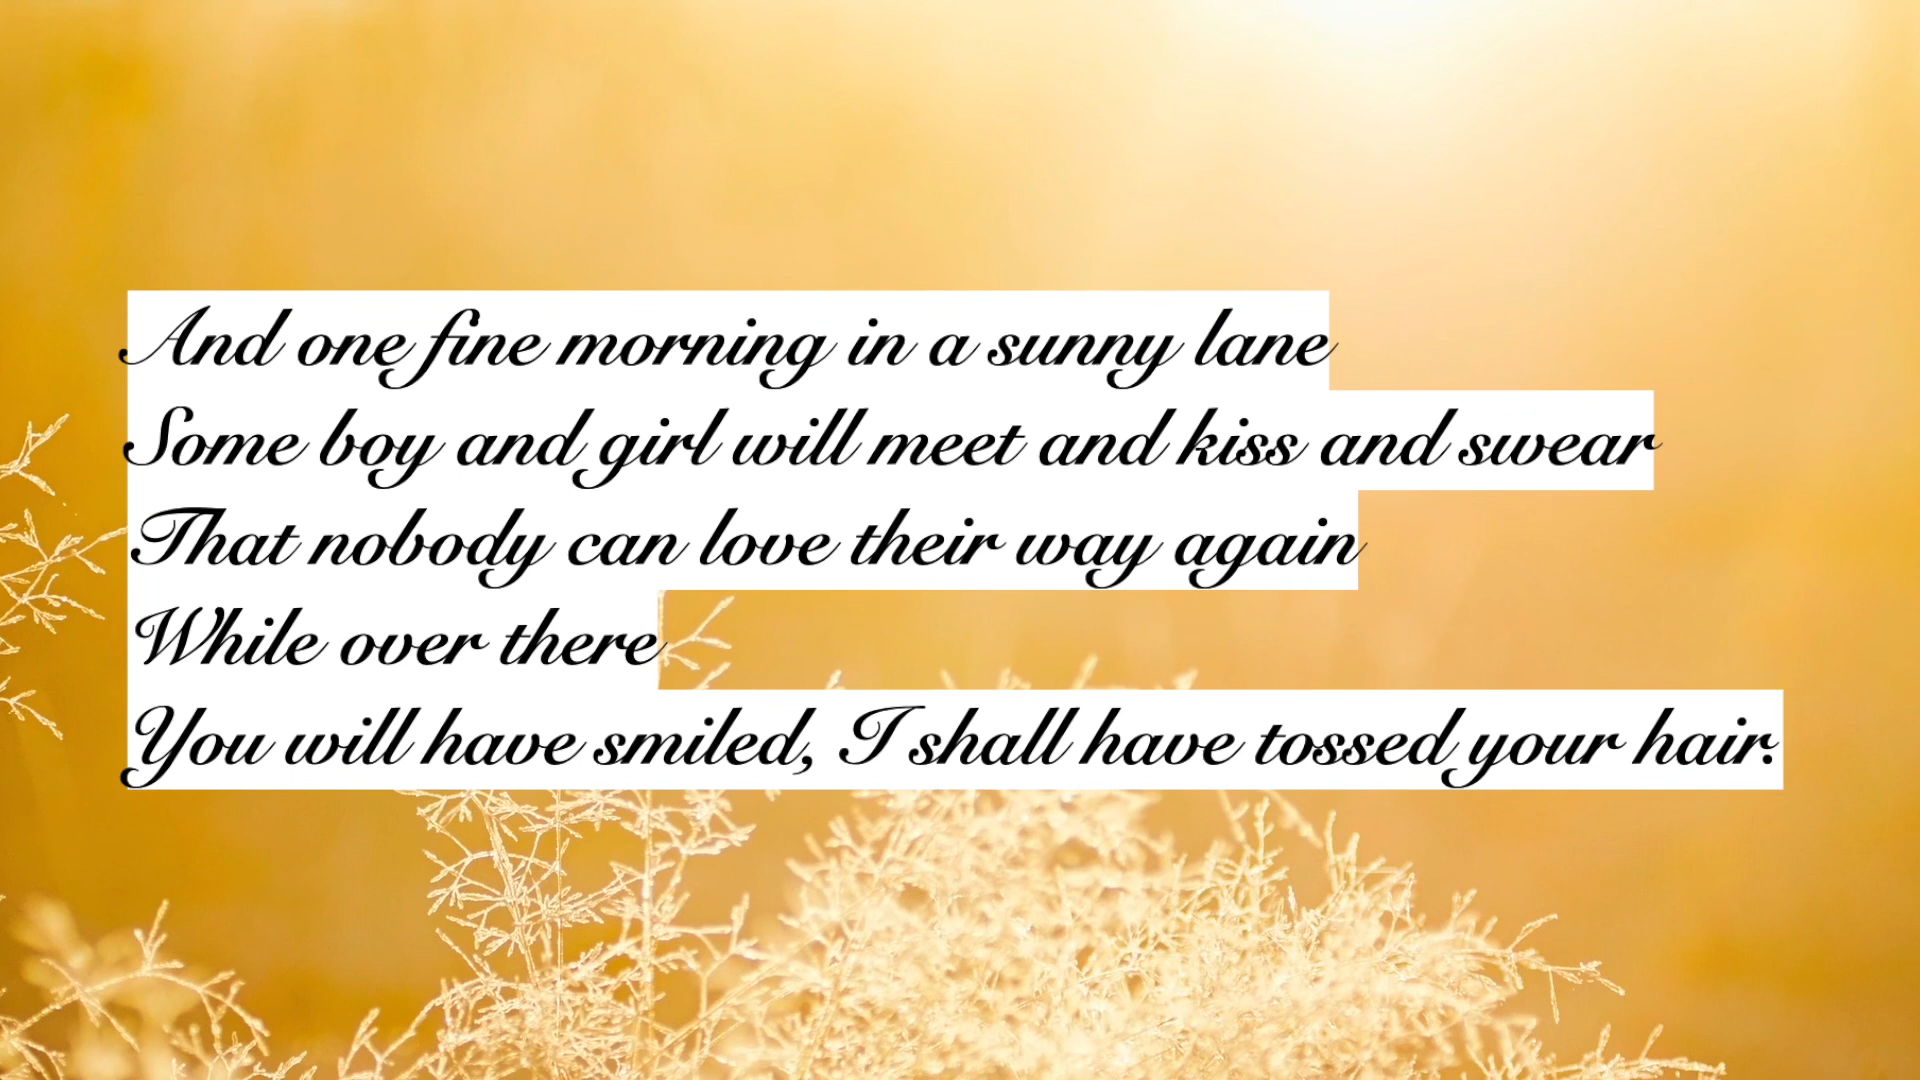 And one fine morning in a sunny lane
Some boy and girl will meet and kiss and swear
That nobody can love their way again
While over there
You will have smiled, I shall have tossed your hair.